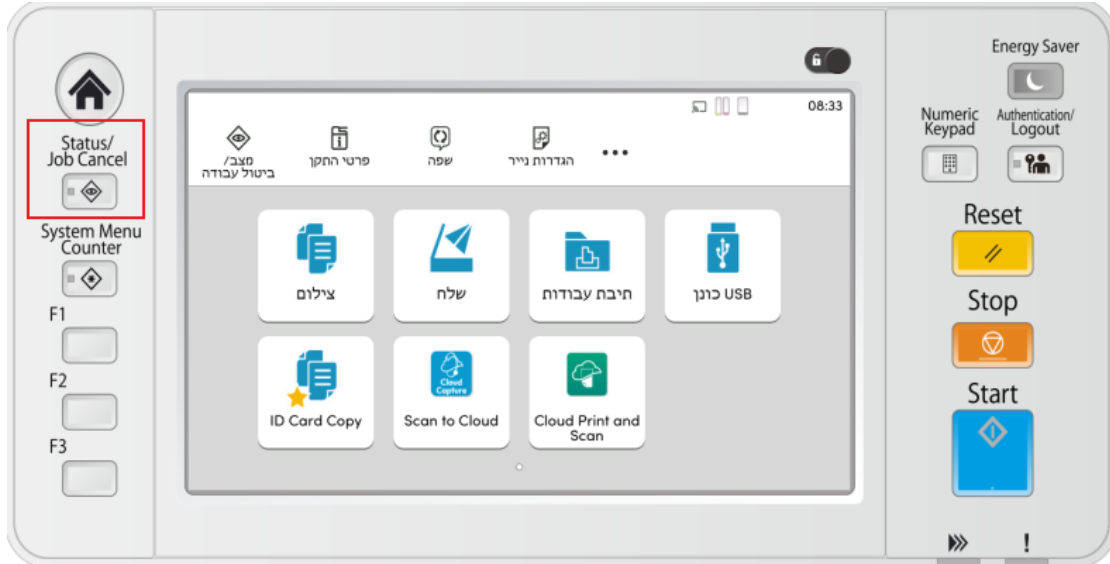 Energy Saver
08:33
Numeric
Keypad
Authentication/
Logout
Status/
Job Cancel
מצב/
ביטול עבודה
פרטי התקן
שפה
הגדרות נייר
System Menu
Counter
Reset
צילום
שלח
תיבת עבודות
כונן USB
F1
Stop
F2
Cloud
Capture
ID Card Copy
Scan to Cloud
Cloud Print and
Scan
Start
F3
!